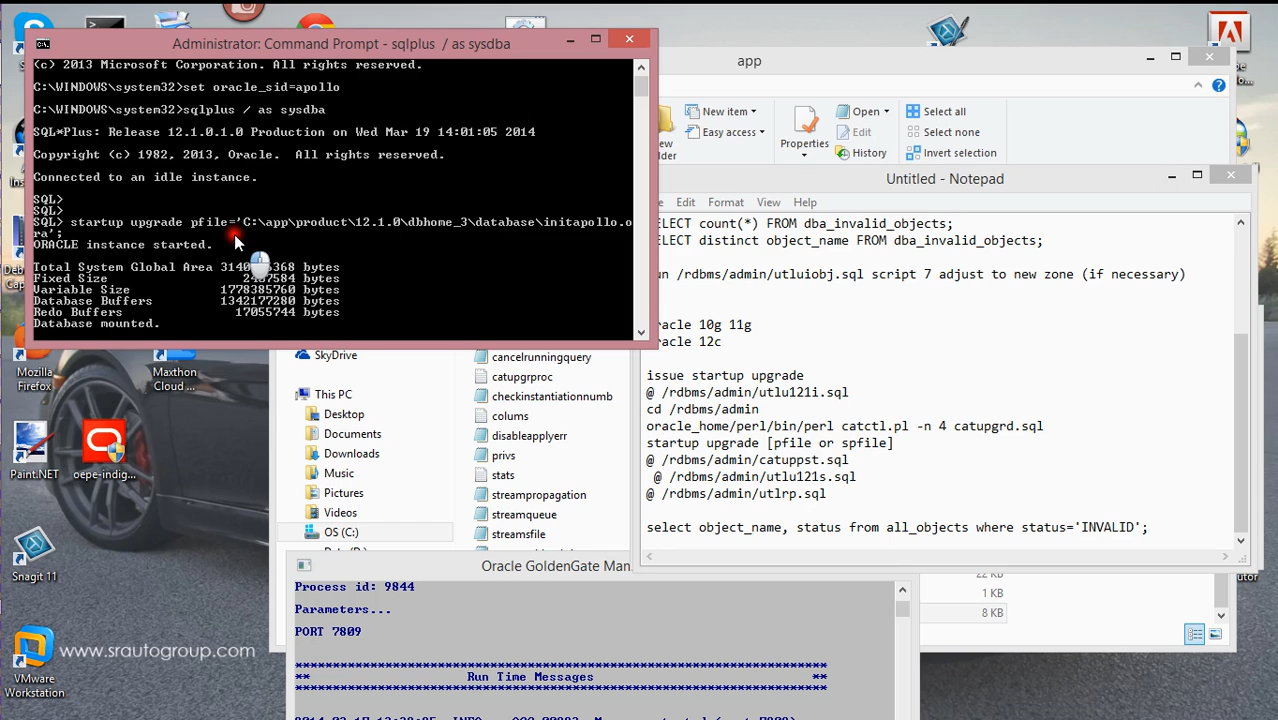 Administrator: Command Prompt - sqlplus / as sysdba
(c) 2013 Microsoft Corporation. All rights reserved.
C:\WINDOWS\system32>set oracle_sid=apollo
C:\WINDOWS\system32>sqlplus / as sysdba
SQL*Plus: Release 12.1.0.1.0 Production on Wed Mar 19 14:01:05 2014
Copyright (c) 1982, 2013, Oracle.  All rights reserved.
Connected to an idle instance.
SQL>
SQL>
SQL> startup upgrade pfile='C:\app\product\12.1.0\dbhome_3\database\initapollo.o
ra';
ORACLE instance started.
Total System Global Area bytes
Fixed Size bytes
Variable Size 1778385760 bytes
Database Buffers 1342177280 bytes
Redo Buffers 17055744 bytes
Database mounted.
app
Select all
Select none
Invert selection
Open
Edit
History
Properties
Easy access
Untitled - Notepad
Edit Format View Help
ELECT count(*) FROM dba_invalid_objects;
ELECT distinct object_name FROM dba_invalid_objects;
un /rdbms/admin/utluiobj.sql script 7 adjust to new zone (if necessary)
racle 10g 11g
racle 12c
issue startup upgrade
@ /rdbms/admin/utlu121i.sql
cd /rdbms/admin
oracle_home/perl/bin/perl catctl.pl -n 4 catupgrd.sql
startup upgrade [pfile or spfile]
@ /rdbms/admin/catuppst.sql
@ /rdbms/admin/utlu121s.sql
@ /rdbms/admin/utlrp.sql
select object_name, status from all_objects where status='INVALID';
SkyDrive
This PC
Desktop
Documents
Downloads
Music
Pictures
Videos
OS (C:)
cancelrunningquery
catupgrproc
checkinstantiationnumb
colums
disableapplyerr
privs
stats
streampropagation
streamqueue
streamsfile
1 KB
8 KB
Oracle GoldenGate Man
Process id: 9844
Parameters...
PORT 7809
** Run Time Messages **
Mozilla
Firefox
Maxthon
Cloud ...
Paint.NET
oepe-indig...
Snagit 11
VMware
Workstation
www.srautogroup.com